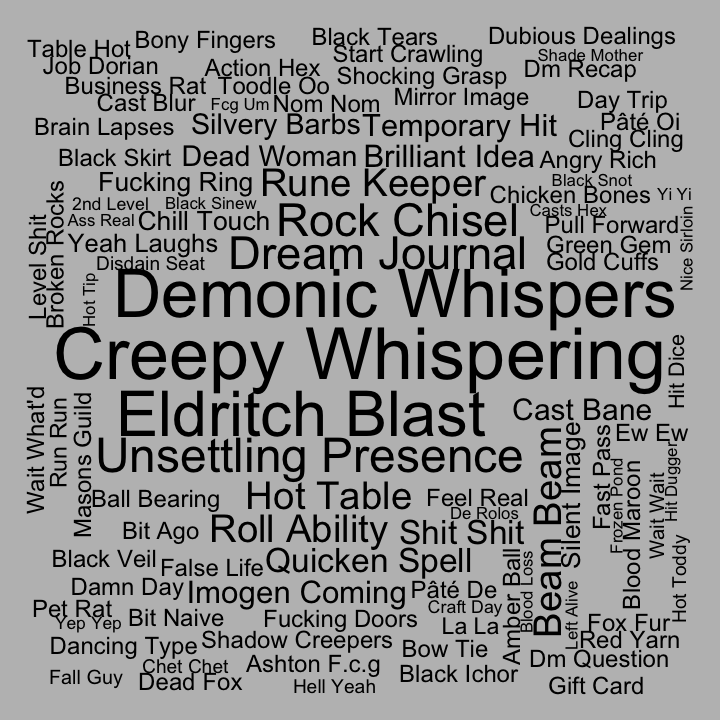 Table Hot
Bony Fingers
Black Tears
Dubious Dealings
Job Dorian
Action Hex
Start Crawling
Shade Mother
Business Rat
Toodle Oo
Shocking Grasp
Dm Recap
Cast Blur
Fcg Um
Nom Nom
Mirror Image
Day Trip
Brain Lapses
Silvery Barbs
Temporary Hit
Pâté Oi
Cling Cling
Black Skirt
Dead Woman
Brilliant Idea
Angry Rich
Fucking Ring
Rune Keeper
Black Snot
Chicken Bones
Yi Yi
2nd Level
Black Sinew
Casts Hex
Ass Real
Chill Touch
Rock Chisel
Pull Forward
Level Shit
Broken Rocks
Yeah Laughs
Dream Journal
Green Gem
Nice Sirloin
Disdain Seat
Gold Cuffs
Hot Tip
Demonic Whispers
Creepy Whispering
Hit Dice
Eldritch Blast
Cast Bane
Wait What'd
Run Run
Masons Guild
Unsettling Presence
Beam Beam
Silent Image
Fast Pass
Ew Ew
Ball Bearing
Hot Table
Feel Real
De Rolos
Frozen Pond
Blood Maroon
Wait Wait
Hit Dugger
Bit Ago
Roll Ability
Shit Shit
Black Veil
False Life
Quicken Spell
Amber Ball
Blood Loss
Left Alive
Hot Toddy
Damn Day
Imogen Coming
Pâté De
Pet Rat
Yep Yep
Bit Naive
Fucking Doors
Craft Day
La La
Fox Fur
Dancing Type
Shadow Creepers
Bow Tie
Red Yarn
Fall Guy
Chet Chet
Ashton F.c.g
Black Ichor
Dm Question
Dead Fox
Hell Yeah
Gift Card